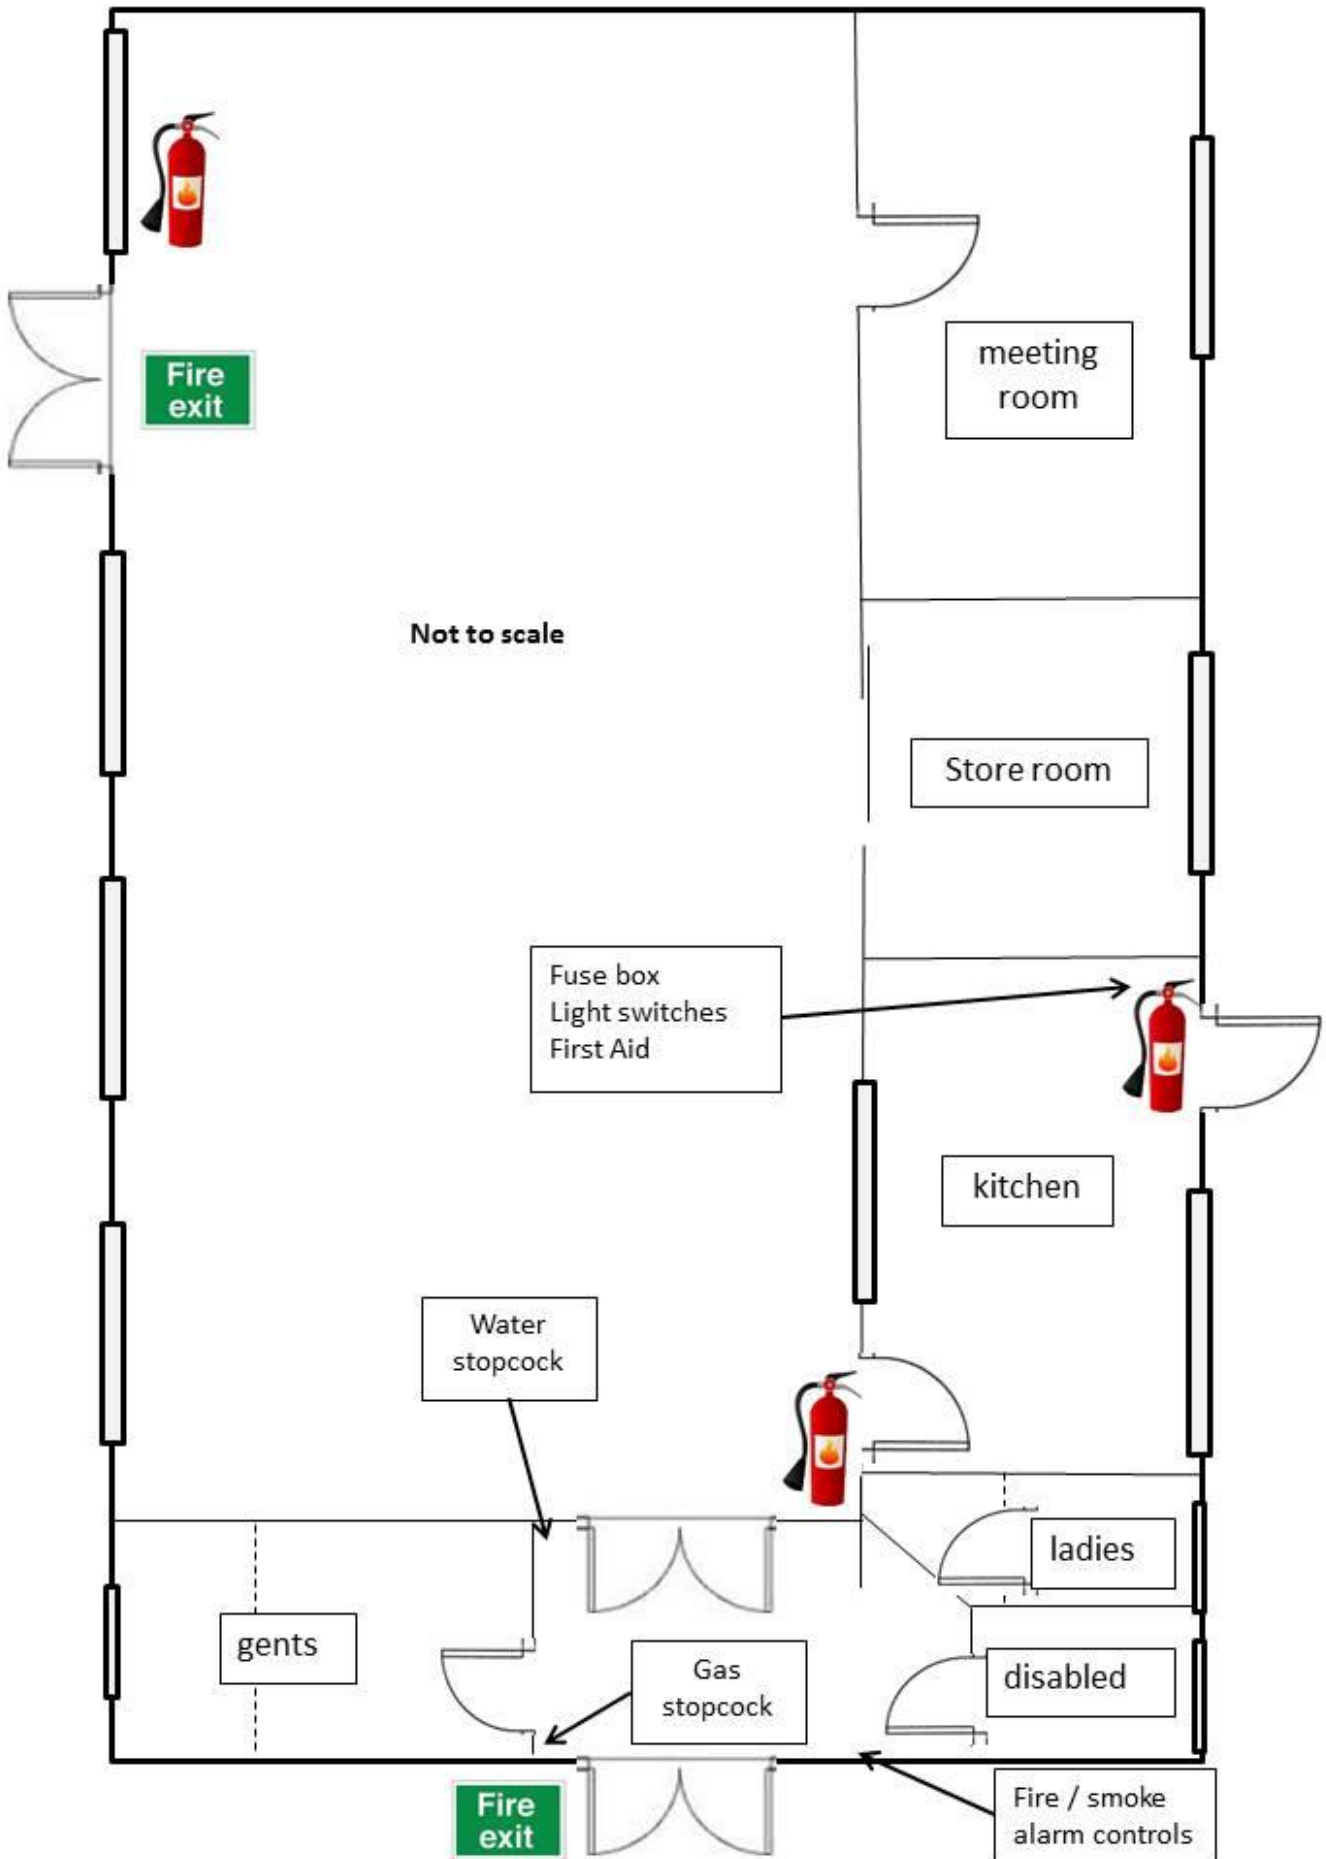 Fire
exit
meeting
room
Not to scale
Store room
Fuse box
Light switches
First Aid
kitchen
Water
stopcock
ladies
gents
Gas
stopcock
disabled
Fire
exit
Fire / smoke
alarm controls